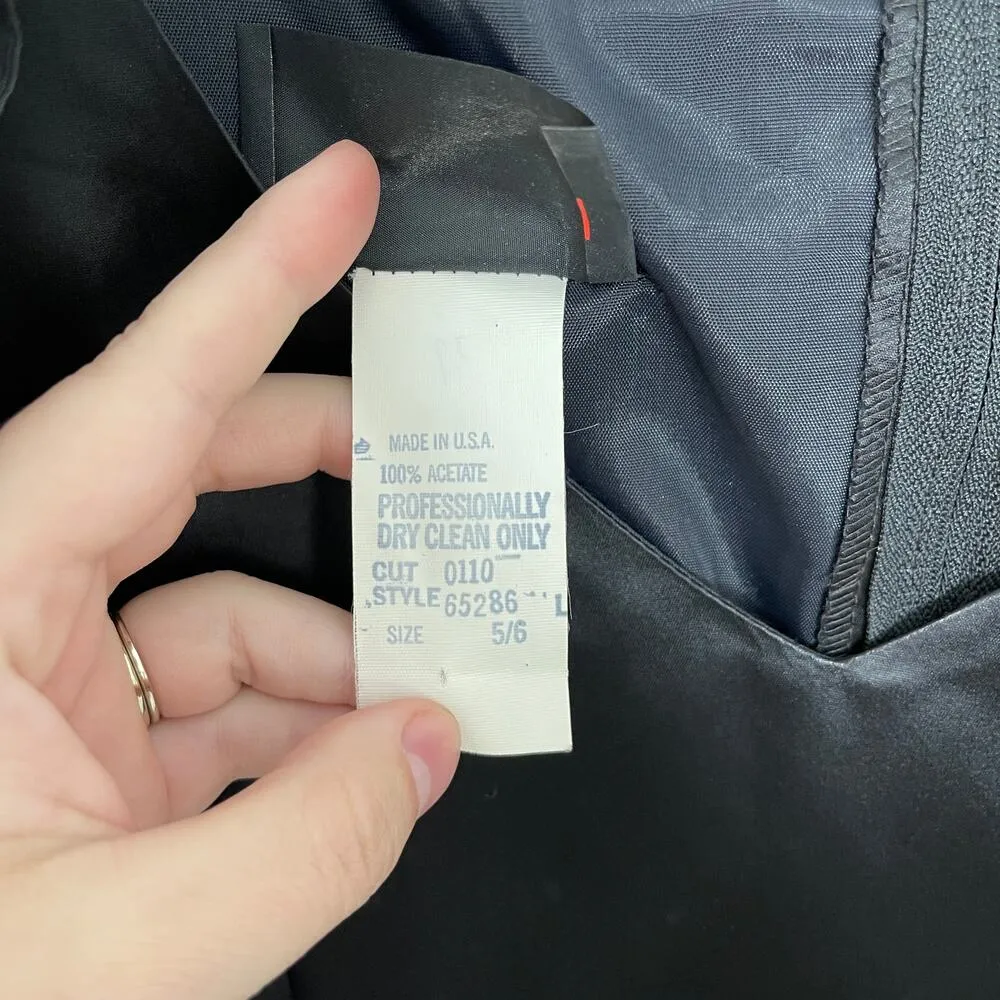 MADE IN U.S.A.
100% ACETATE
PROFESSIONALLY
DRY CLEAN ONLY
CUT 0110
STYLE 65286 L
SIZE 5/6